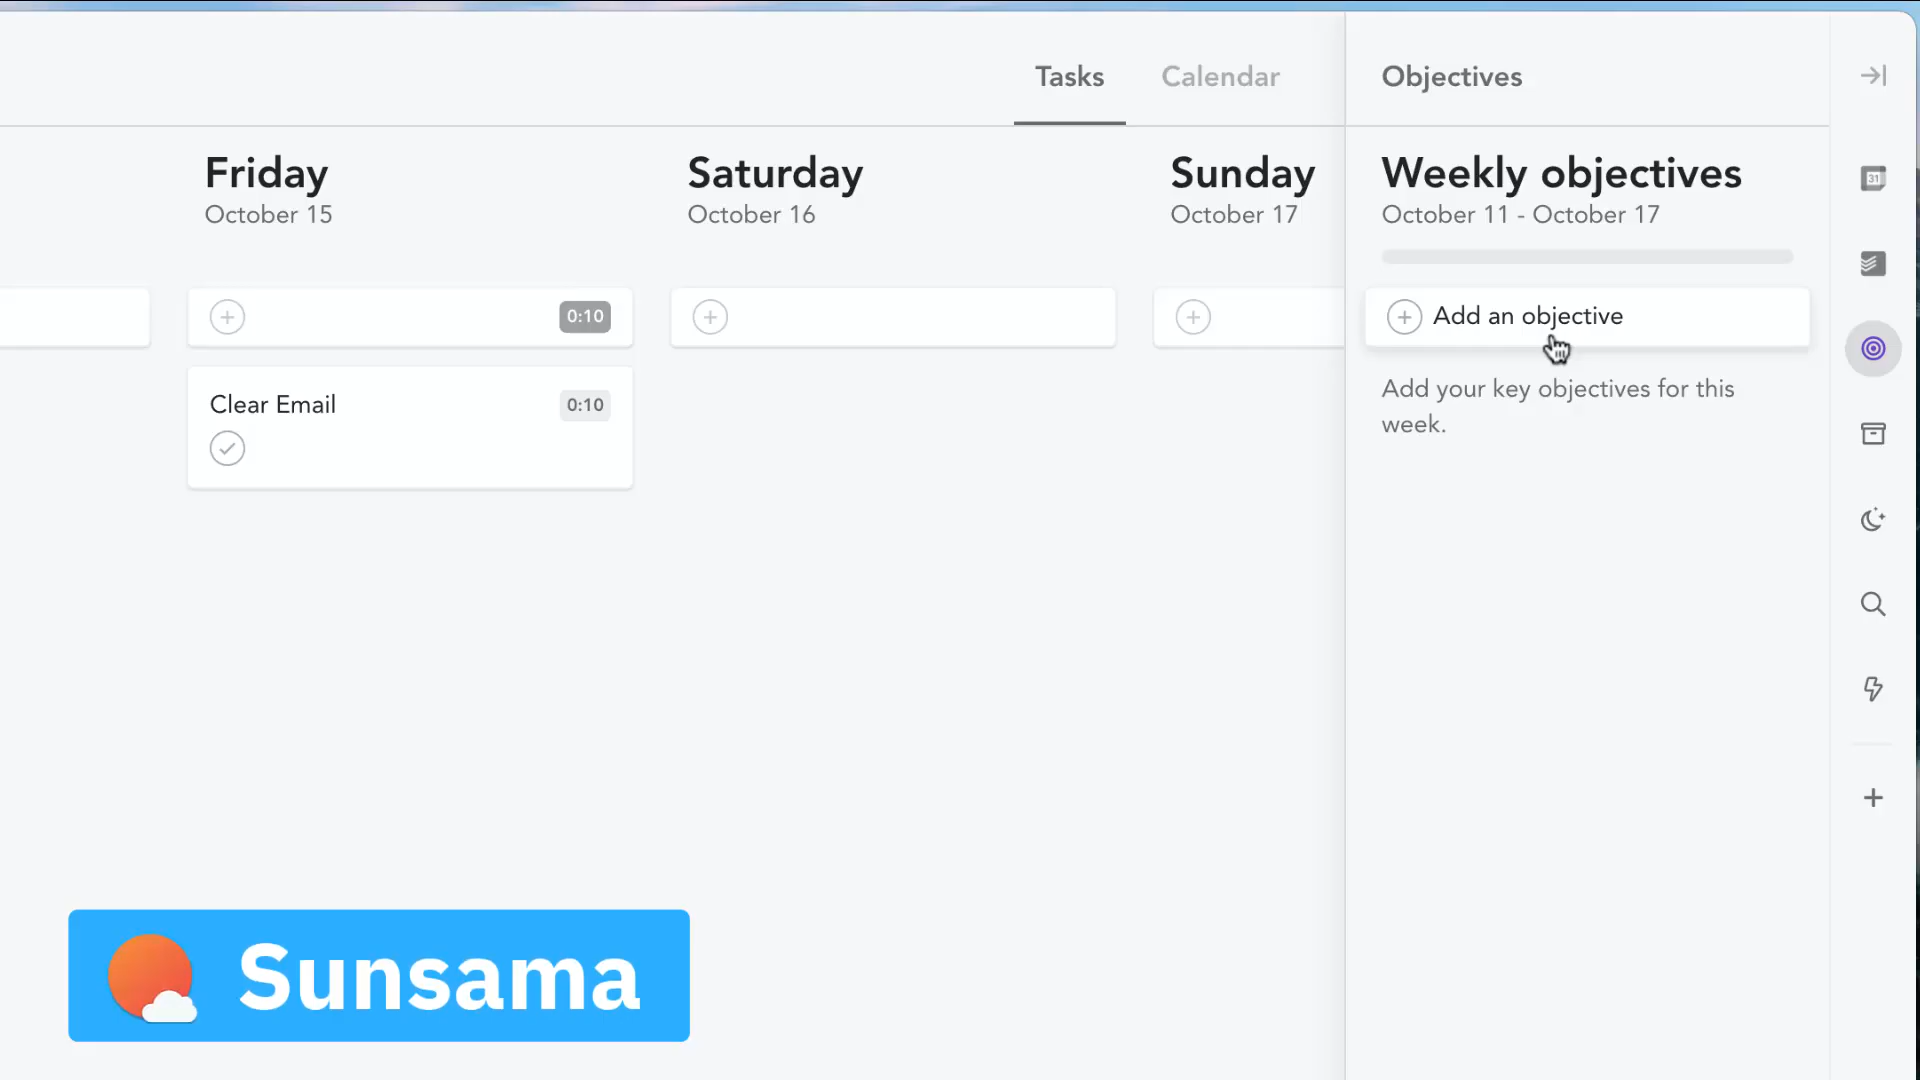 Tasks
Calendar
Objectives
Friday
October 15
Saturday
October 16
Sunday
October 17
Weekly objectives
October 11 - October 17
0:10
Add an objective
Clear Email
0:10
Add your key objectives for this
week.
31
Sunsama